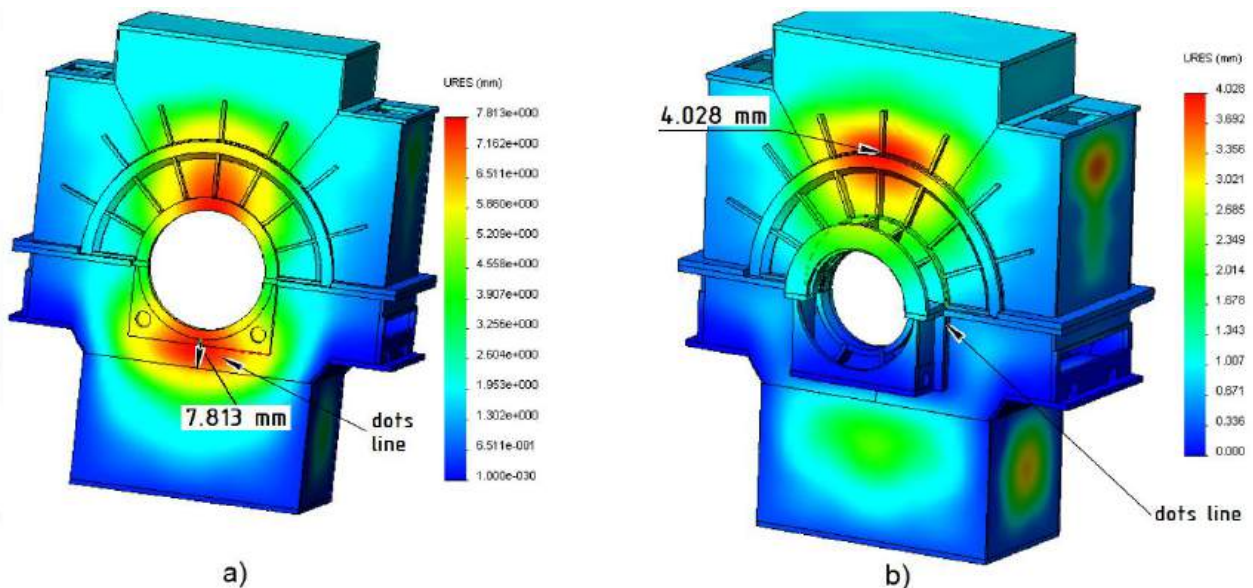 URES (mm)
7.813e+000
7.162e+000
6.511e+000
5.860e+000
5.209e+000
4.558e+000
3.907e+000
3.256e+000
2.604e+000
1.953e+000
1.302e+000
6.511e-001
1.000e-030
7.813 mm
dots
line
a)
URES (mm)
4.028
3.692
3.356
3.021
2.685
2.349
2.014
1.678
1.343
1.007
0.671
0.336
0.000
4.028 mm
dots line
b)